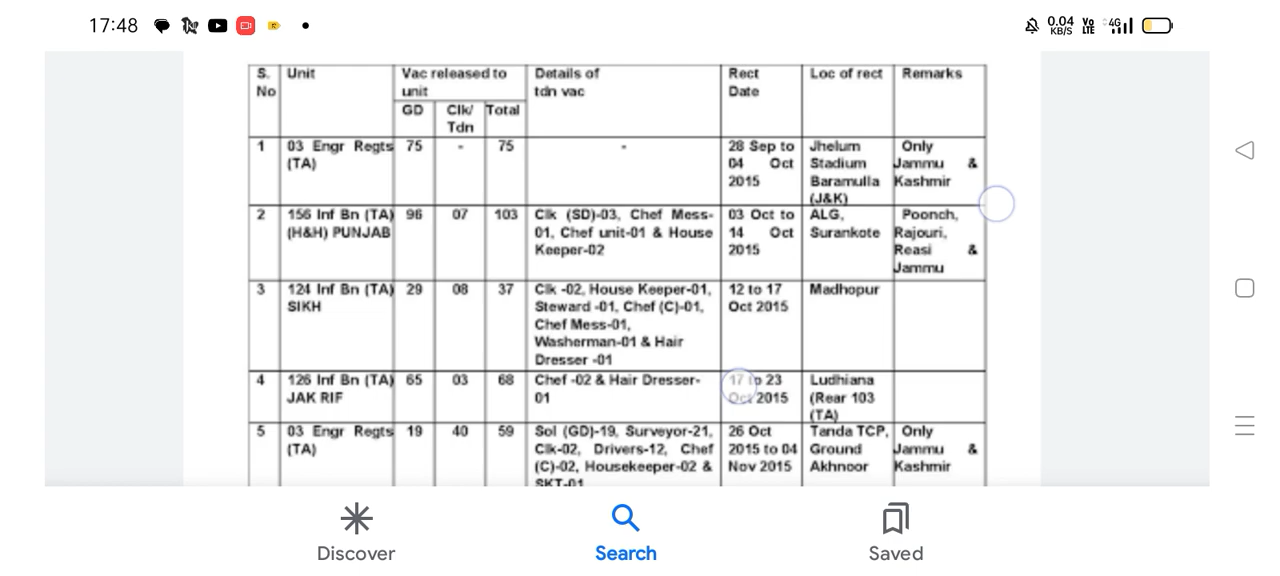 17:48
0.04 KB/S Vo LTE 4G
S. No Unit Vac released to unit Details of tdn vac Rect Date Loc of rect Remarks
GD Clk/ Tdn Total
1 03 Engr Regts (TA) 75 - 75 - 28 Sep to 04 Oct 2015 Jhelum Stadium Baramulla (J&K) Only Jammu & Kashmir
2 156 Inf Bn (TA) (H&H) PUNJAB 96 07 103 Clk (SD)-03, Chef Mess-01, Chef unit-01 & House Keeper-02 03 Oct to 14 Oct 2015 ALG, Surankote Poonch, Rajouri, Reasi & Jammu
3 124 Inf Bn (TA) SIKH 29 08 37 Clk -02, House Keeper-01, Steward -01, Chef (C)-01, Chef Mess-01, Washerman-01 & Hair Dresser -01 12 to 17 Oct 2015 Madhopur
4 126 Inf Bn (TA) JAK RIF 65 03 68 Chef -02 & Hair Dresser-01 17 to 23 Oct 2015 Ludhiana (Rear 103 (TA)
5 03 Engr Regts (TA) 19 40 59 Sol (GD)-19, Surveyor-21, Clk-02, Drivers-12, Chef (C)-02, Housekeeper-02 & SKT-01 26 Oct 2015 to 04 Nov 2015 Tanda TCP, Ground Akhnoor Only Jammu & Kashmir
Discover Search Saved